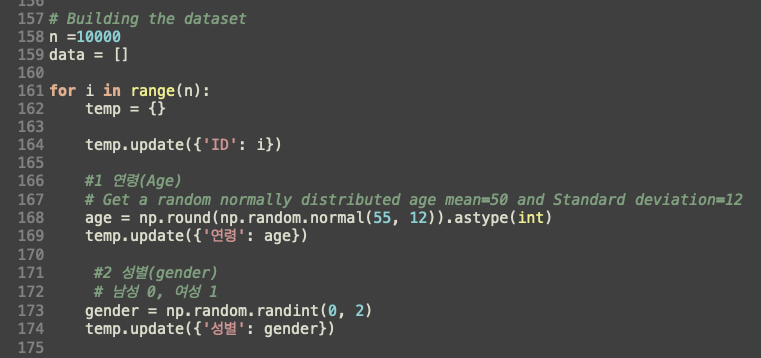 156
157 # Building the dataset
158 n =10000
159 data = []
160
161 for i in range(n):
162     temp = {}
163
164     temp.update({'ID': i})
165
166     #1 연령(Age)
167     # Get a random normally distributed age mean=50 and Standard deviation=12
168     age = np.round(np.random.normal(55, 12)).astype(int)
169     temp.update({'연령': age})
170
171      #2 성별(gender)
172      # 남성 0, 여성 1
173     gender = np.random.randint(0, 2)
174     temp.update({'성별': gender})
175